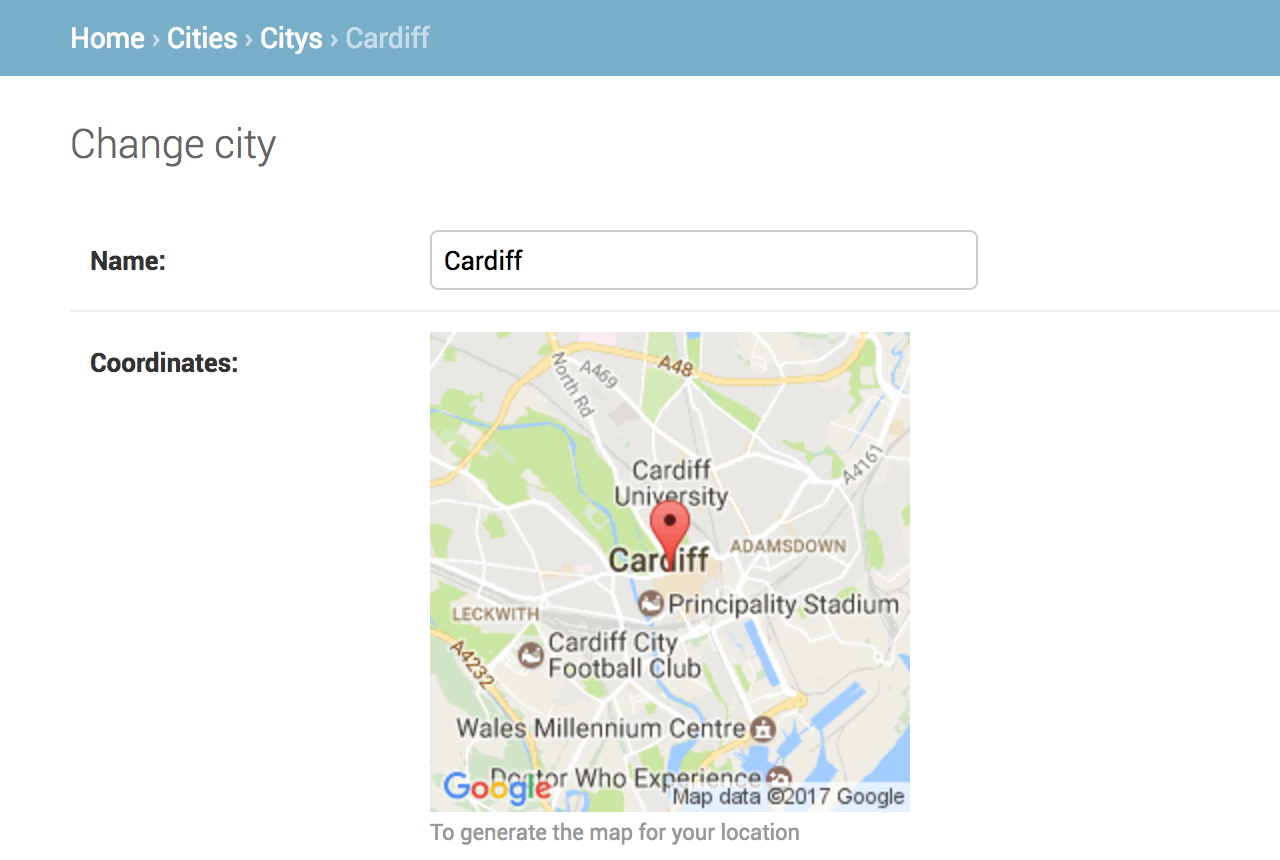 Home › Cities › Citys › Cardiff
Change city
Name:
Cardiff
Coordinates:
A48
A469
North Rd
A4161
Cardiff
University
Cardiff
ADAMSDOWN
Principality Stadium
LECKWITH
Cardiff City
Football Club
A4232
Wales Millennium Centre
Doctor Who Experience
Google
Map data ©2017 Google
To generate the map for your location